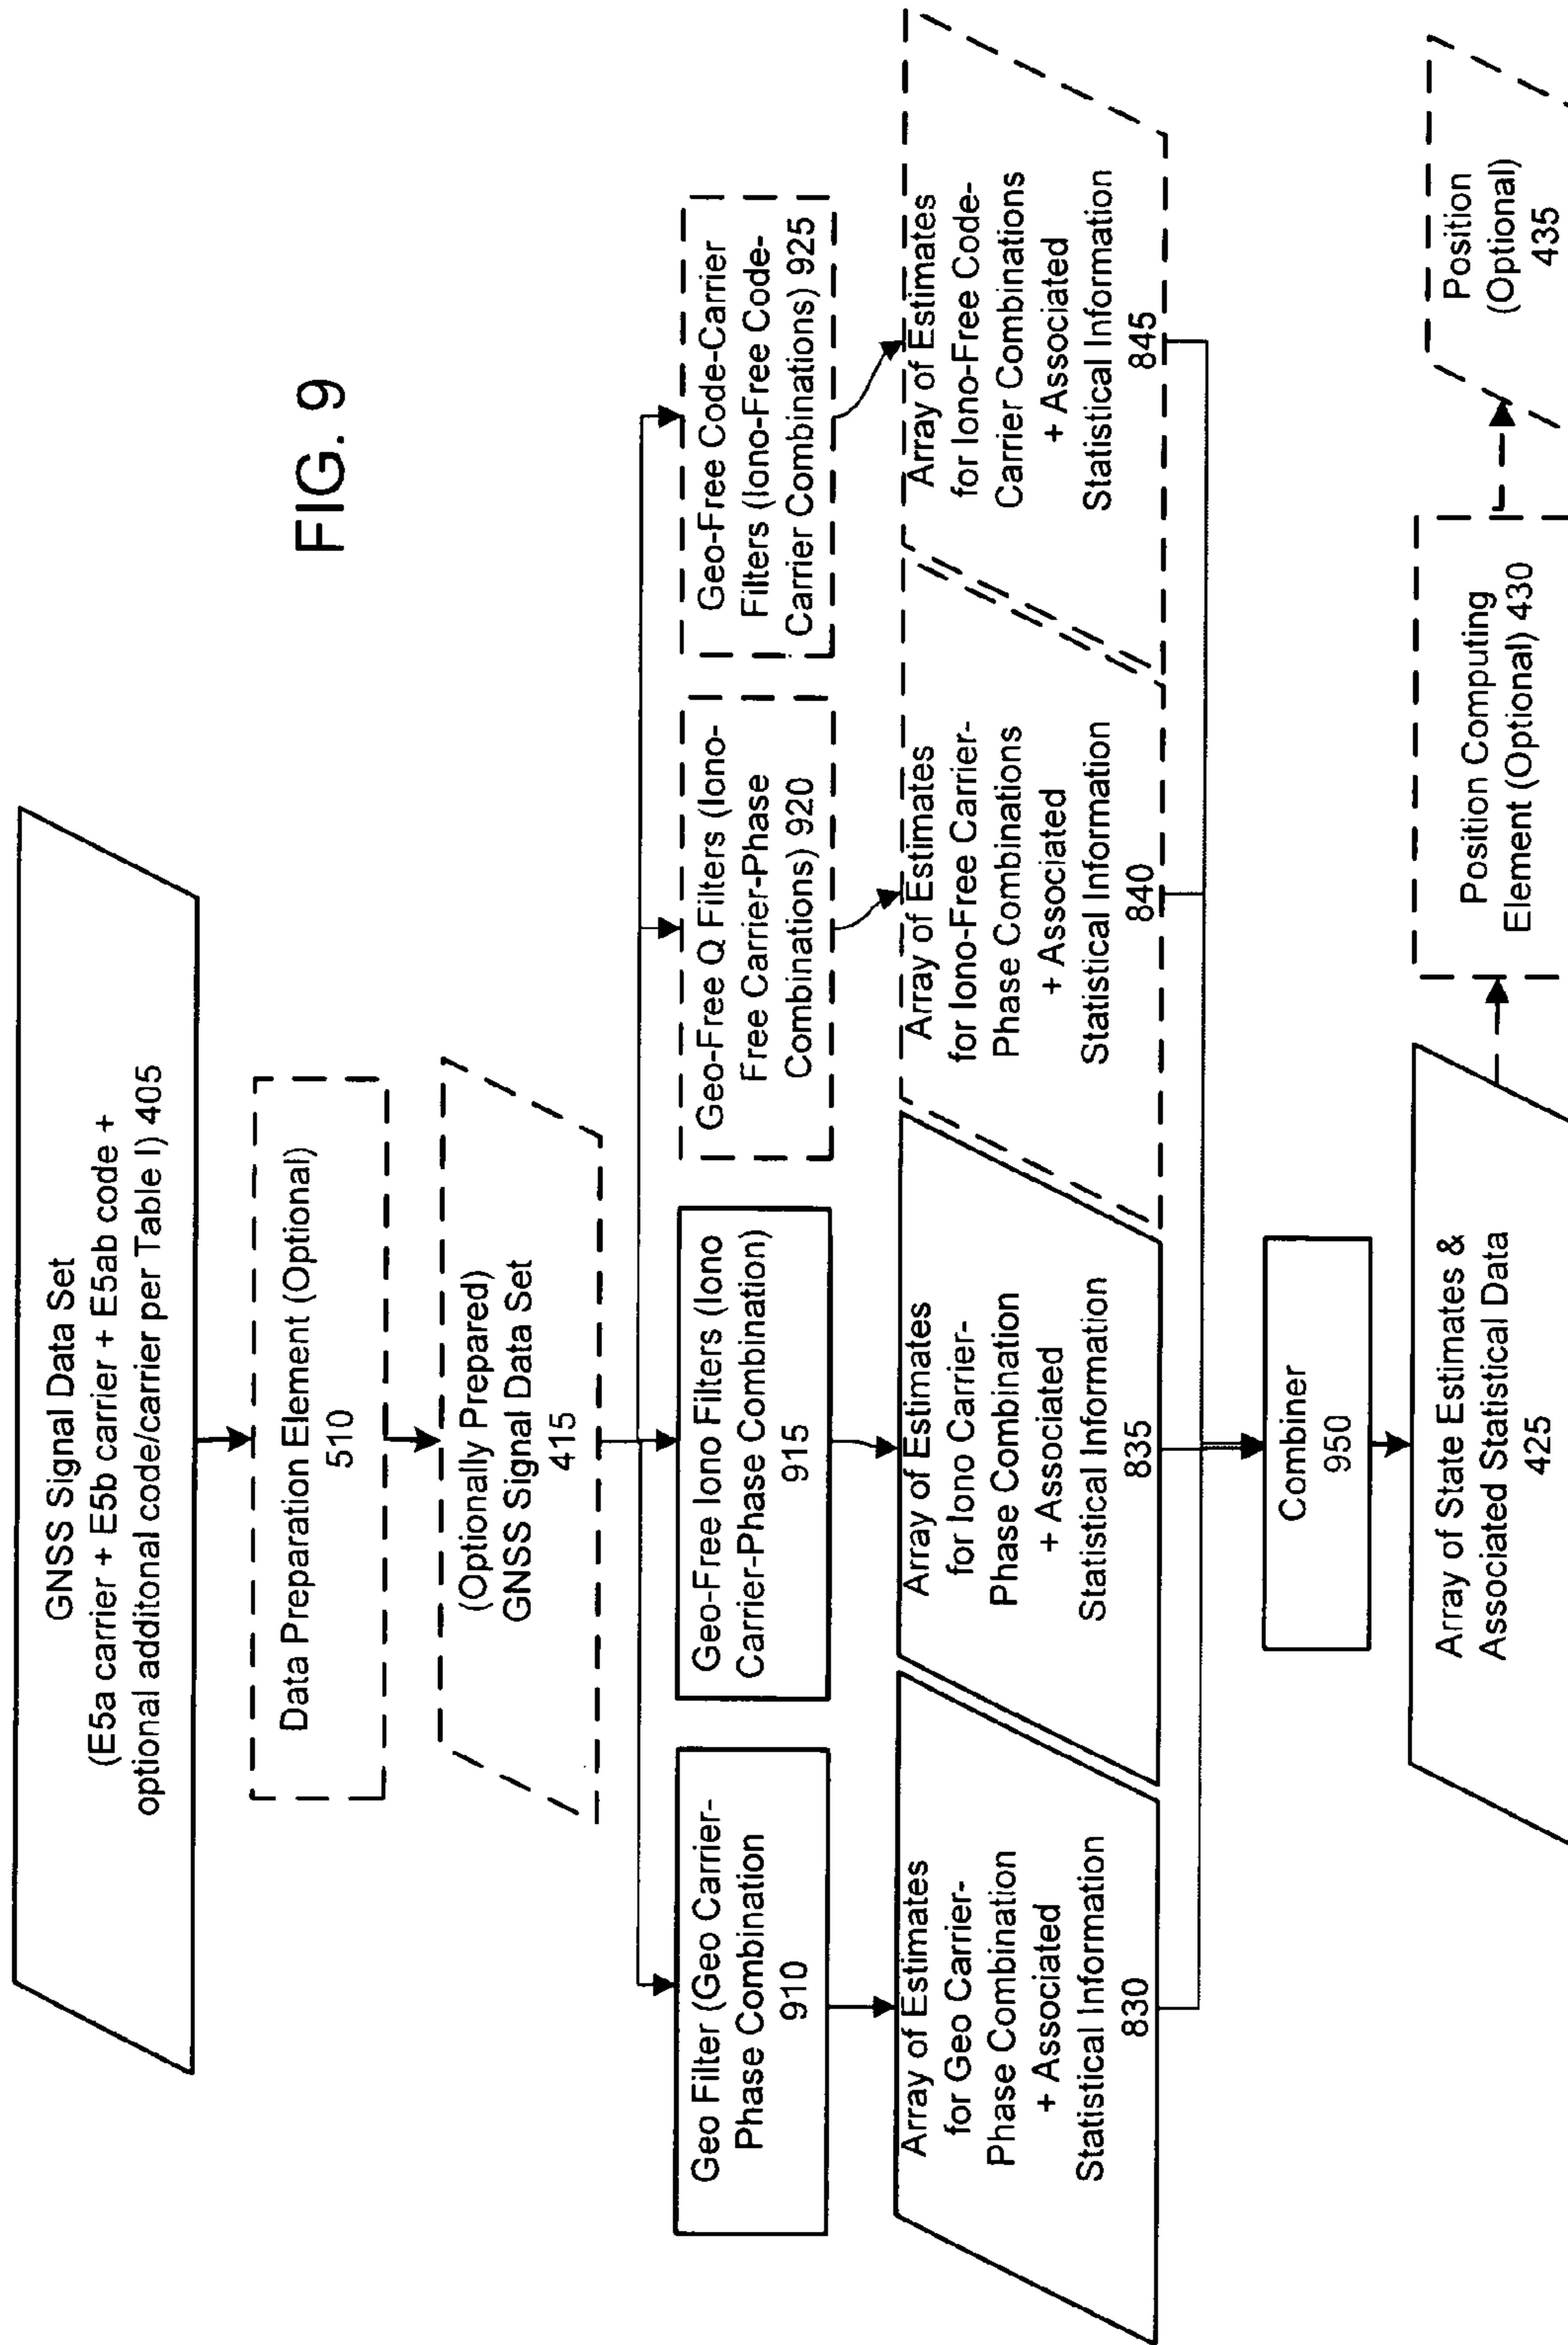 GNSS Signal Data Set
(E5a carrier + E5b carrier + E5ab code +
optional additonal code/carrier per Table I) 405
FIG. 9
Data Preparation Element (Optional)
510
(Optionally Prepared)
GNSS Signal Data Set
415
Geo Filter (Geo Carrier-
Phase Combination
910
Geo-Free Iono Filters (Iono
Carrier-Phase Combination)
915
Geo-Free Q Filters (Iono-
Free Carrier-Phase
Combinations) 920
Geo-Free Code-Carrier
Filters (Iono-Free Code-
Carrier Combinations) 925
Array of Estimates
for Geo Carrier-
Phase Combination
+ Associated
Statistical Information
830
Array of Estimates
for Iono Carrier-
Phase Combination
+ Associated
Statistical Information
835
Array of Estimates
for Iono-Free Carrier-
Phase Combinations
+ Associated
Statistical Information
840
Array of Estimates
for Iono-Free Code-
Carrier Combinations
+ Associated
Statistical Information
845
Combiner
950
Array of State Estimates &
Associated Statistical Data
425
Position Computing
Element (Optional) 430
Position
(Optional)
435